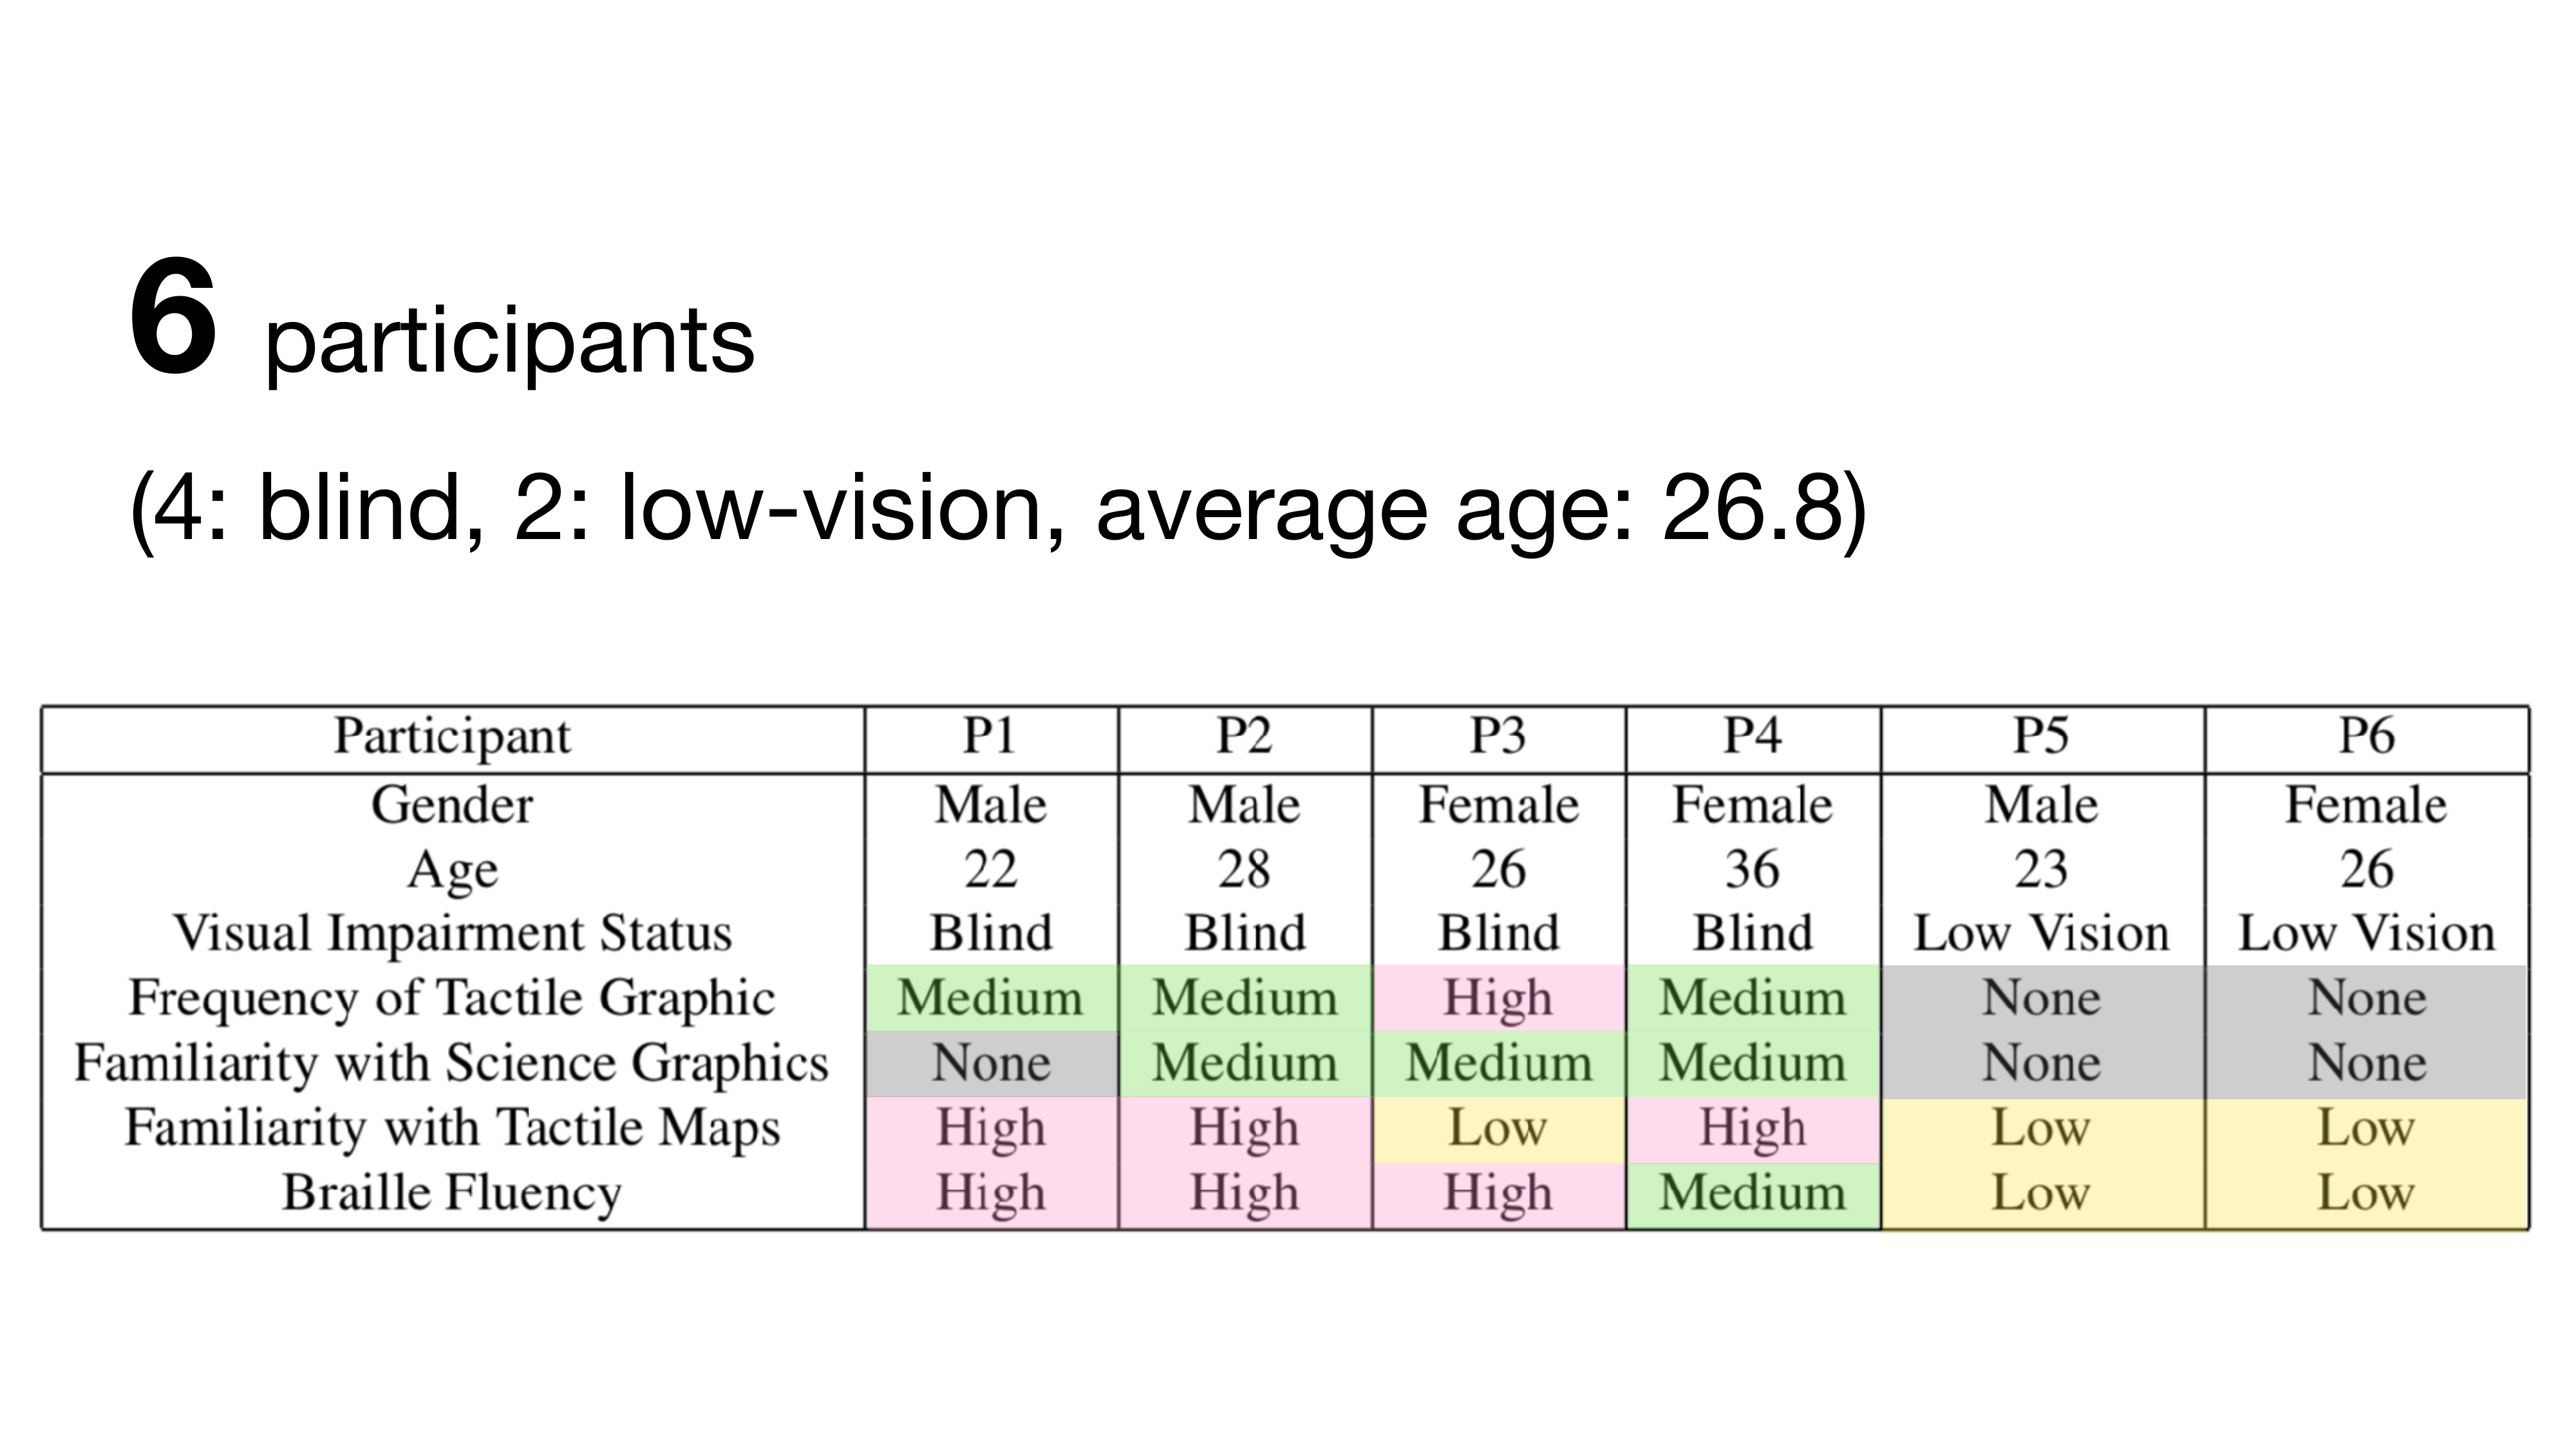 6 participants
(4: blind, 2: low-vision, average age: 26.8)
Participant P1 P2 P3 P4 P5 P6
Gender Male Male Female Female Male Female
Age 22 28 26 36 23 26
Visual Impairment Status Blind Blind Blind Blind Low Vision Low Vision
Frequency of Tactile Graphic Medium Medium High Medium None None
Familiarity with Science Graphics None Medium Medium Medium None None
Familiarity with Tactile Maps High High Low High Low Low
Braille Fluency High High High Medium Low Low